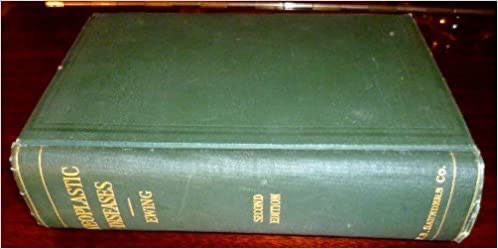 NEOPLASTIC
DISEASES
EWING
SECOND
EDITION
SAUNDERS CO.